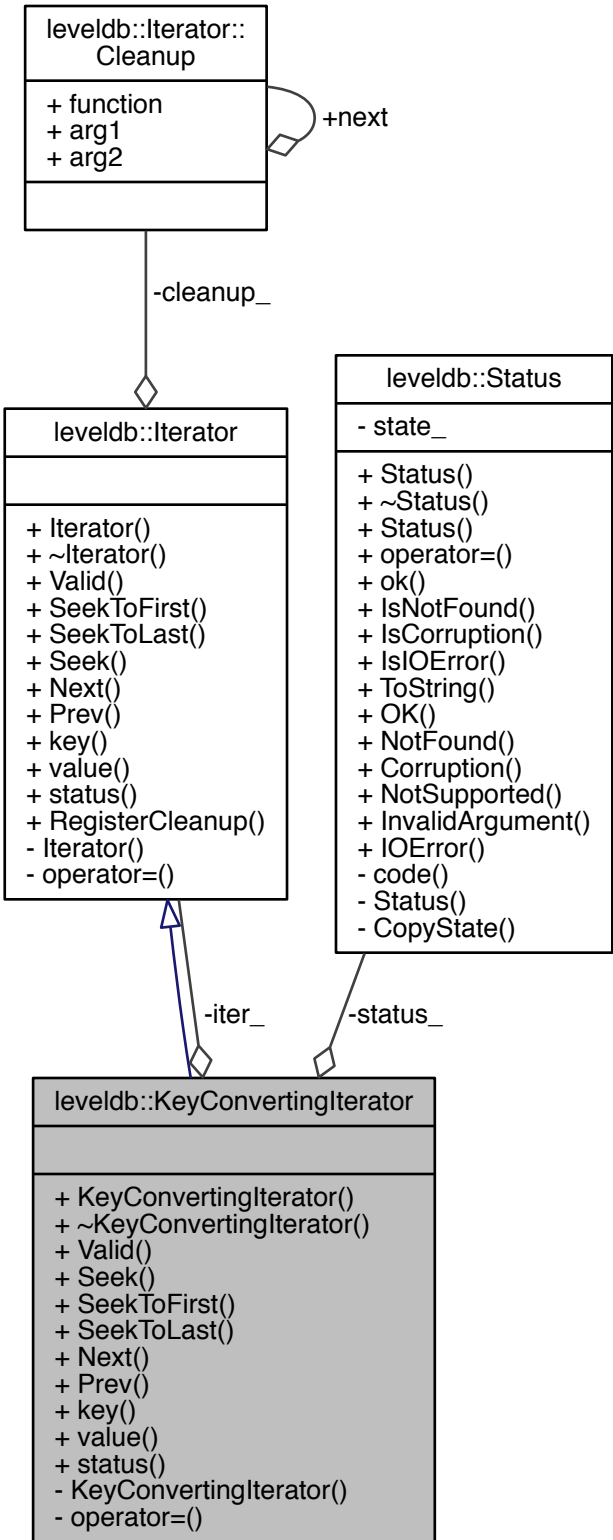 leveldb::Iterator::
Cleanup
+ function
+ arg1
+ arg2
+next
-cleanup_
leveldb::Iterator
+ Iterator()
+ ~Iterator()
+ Valid()
+ SeekToFirst()
+ SeekToLast()
+ Seek()
+ Next()
+ Prev()
+ key()
+ value()
+ status()
+ RegisterCleanup()
- Iterator()
- operator=()
leveldb::Status
- state_
+ Status()
+ ~Status()
+ Status()
+ operator=()
+ ok()
+ IsNotFound()
+ IsCorruption()
+ IsIOError()
+ ToString()
+ OK()
+ NotFound()
+ Corruption()
+ NotSupported()
+ InvalidArgument()
+ IOError()
- code()
- Status()
- CopyState()
-iter_
-status_
leveldb::KeyConvertingIterator
+ KeyConvertingIterator()
+ ~KeyConvertingIterator()
+ Valid()
+ Seek()
+ SeekToFirst()
+ SeekToLast()
+ Next()
+ Prev()
+ key()
+ value()
+ status()
- KeyConvertingIterator()
- operator=()